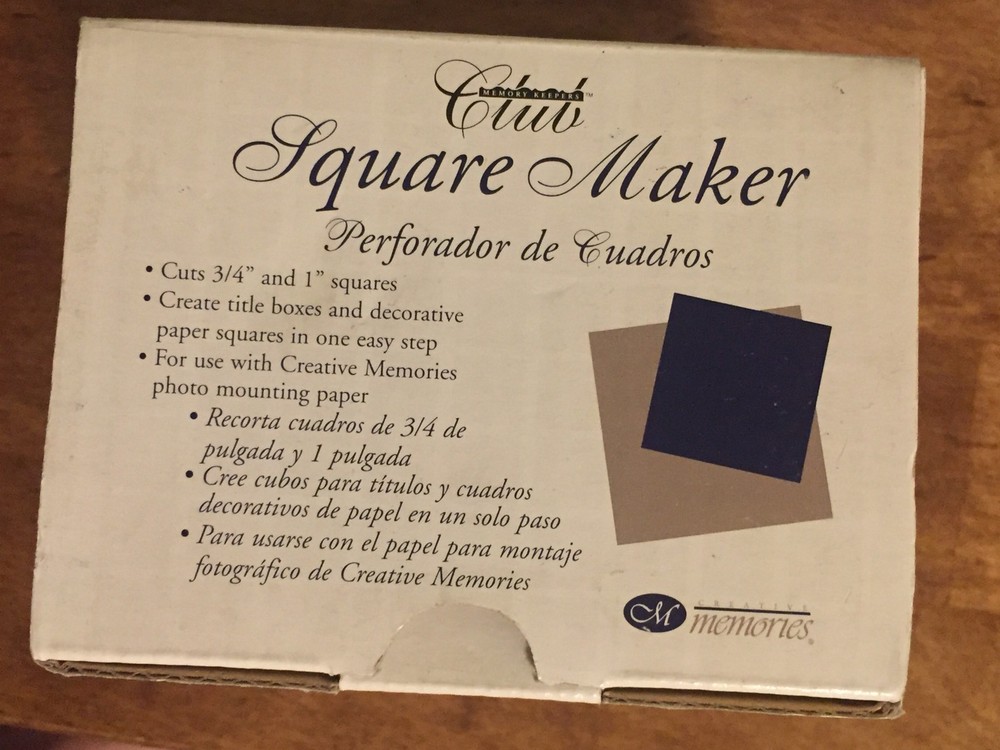 Club
MEMORY KEEPERS™
Square Maker
Perforador de Cuadros
• Cuts 3/4” and 1” squares
• Create title boxes and decorative
paper squares in one easy step
• For use with Creative Memories
photo mounting paper
• Recorta cuadros de 3/4 de
pulgada y 1 pulgada
• Cree cubos para títulos y cuadros
decorativos de papel en un solo paso
• Para usarse con el papel para montaje
fotográfico de Creative Memories
M
CREATIVE
memories®